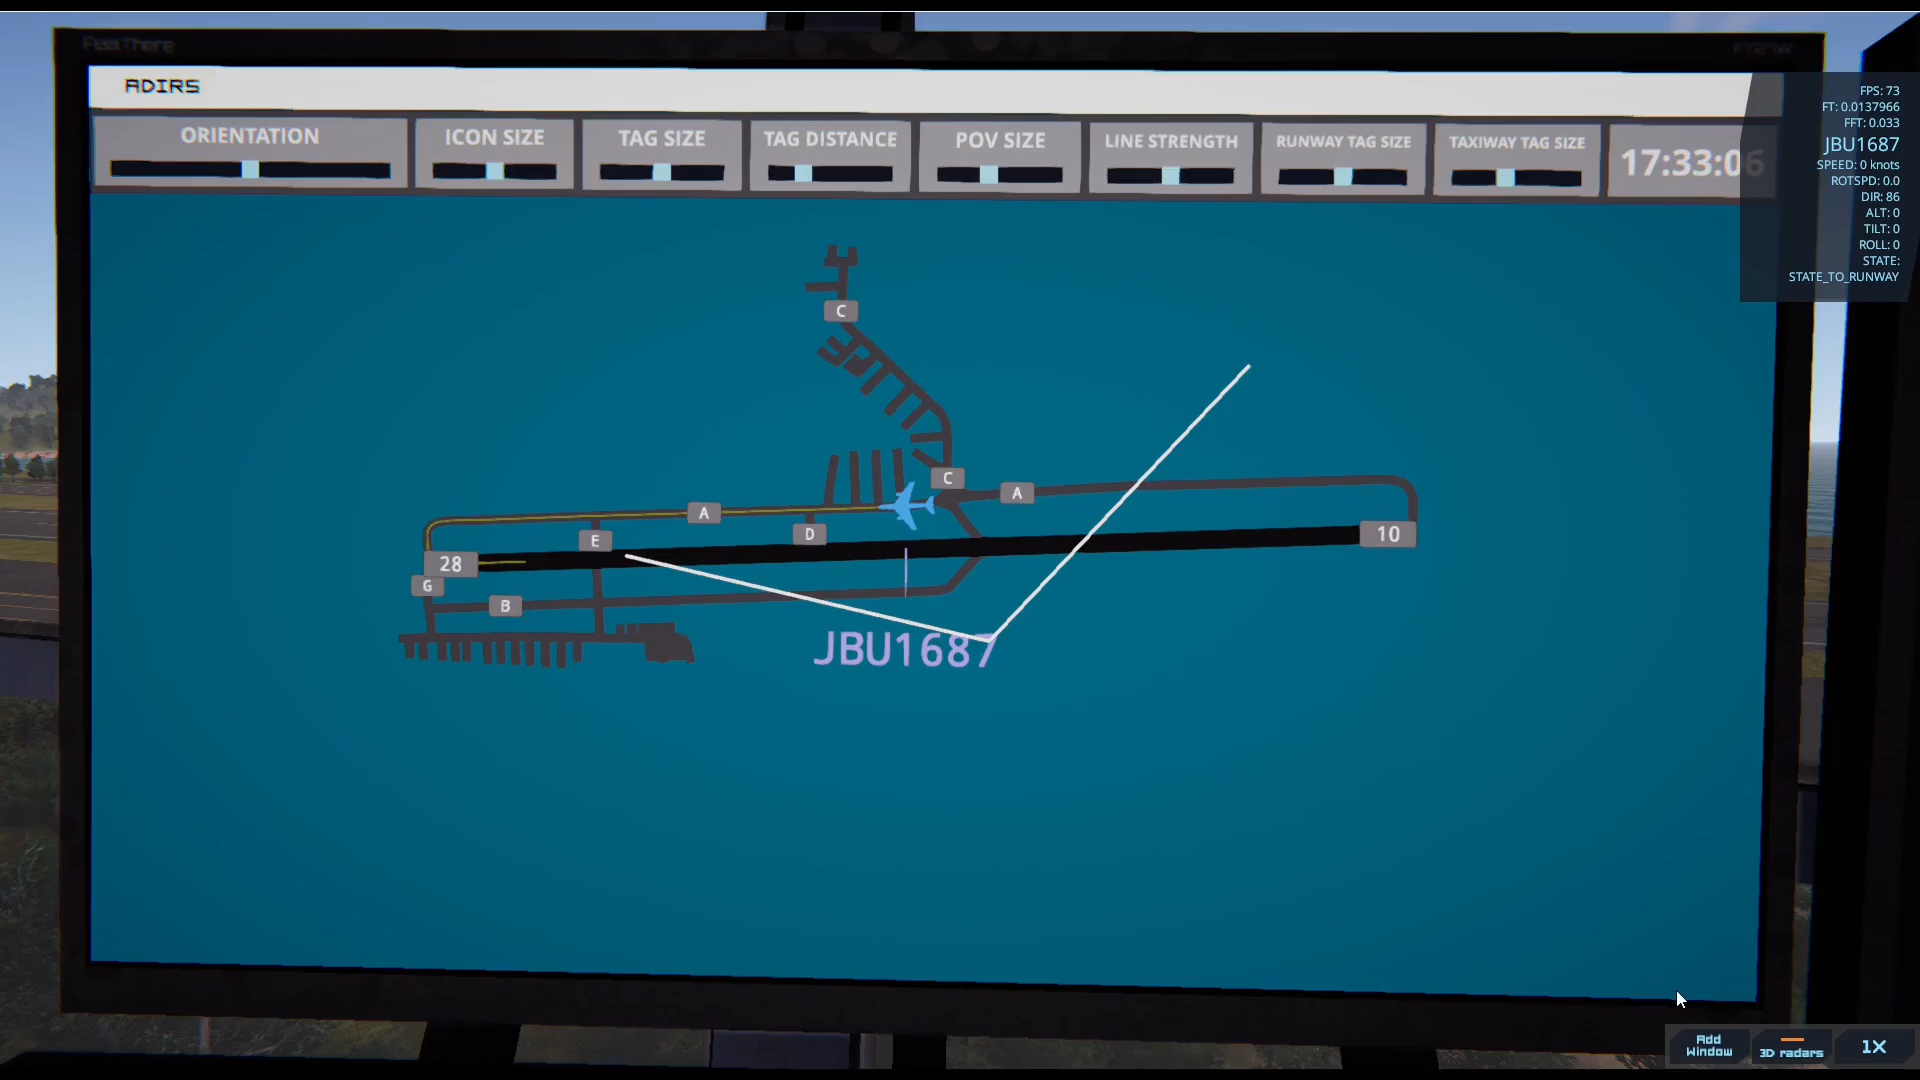 FeelThere
ADIRS
ORIENTATION
ICON SIZE
TAG SIZE
TAG DISTANCE
POV SIZE
LINE STRENGTH
RUNWAY TAG SIZE
TAXIWAY TAG SIZE
17:33:06
FPS: 73
FT: 0.0137966
FFT: 0.033
JBU1687
SPEED: 0 knots
ROTSPD: 0.0
DIR: 86
ALT: 0
TILT: 0
ROLL: 0
STATE:
STATE_TO_RUNWAY
C
C
A
A
D
E
10
28
G
B
JBU1687
Add
Window
3D radars
1X